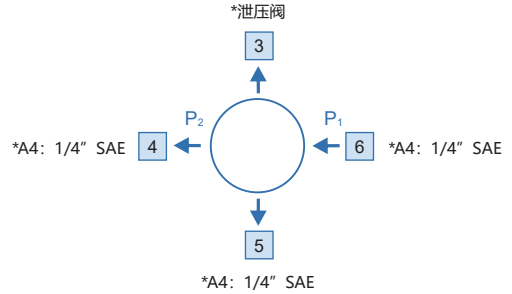 *泄压阀
3
P₂ P₁
*A4: 1/4” SAE 4 6 *A4: 1/4” SAE
5
*A4: 1/4” SAE